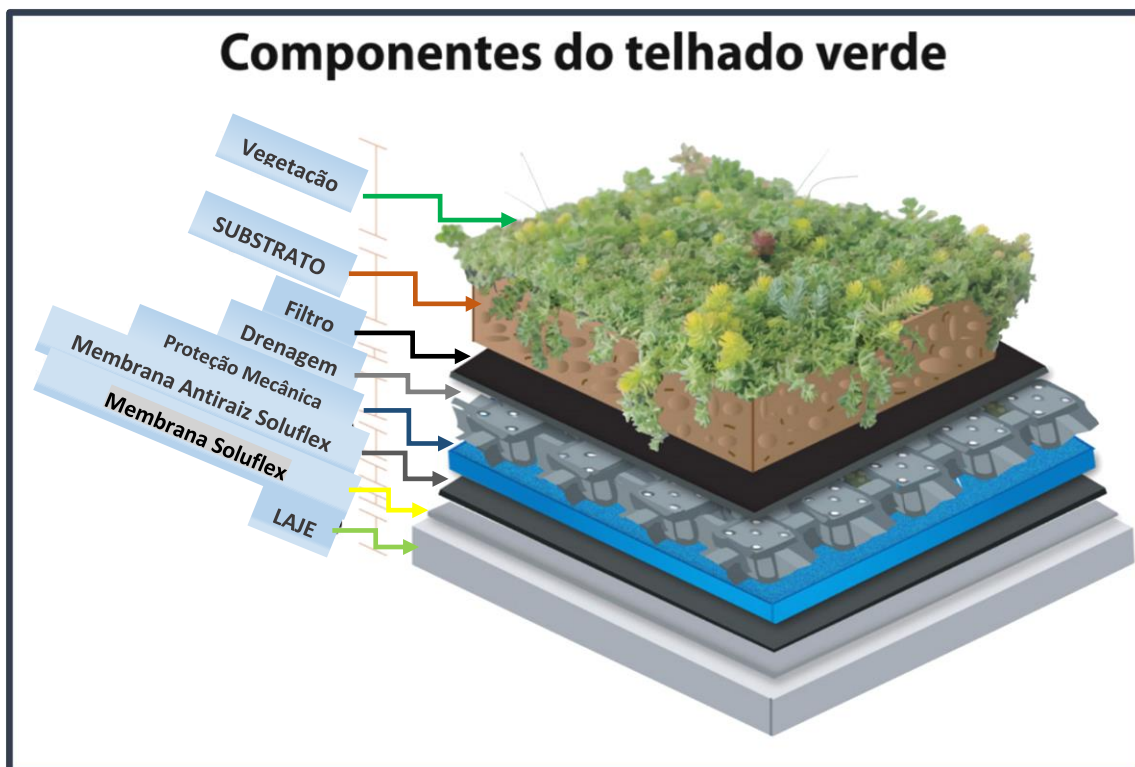 Componentes do telhado verde
Vegetação
SUBSTRATO
Filtro
Drenagem
Proteção Mecânica
Membrana Antiraiz Soluflex
Membrana Soluflex
LAJE